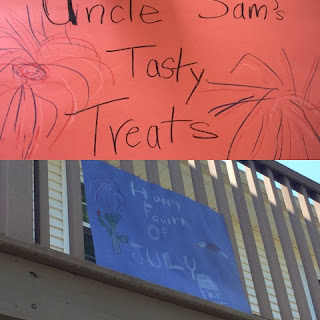 Uncle Sam's
Tasty
Treats
Happy
Fourth
Of
JULY